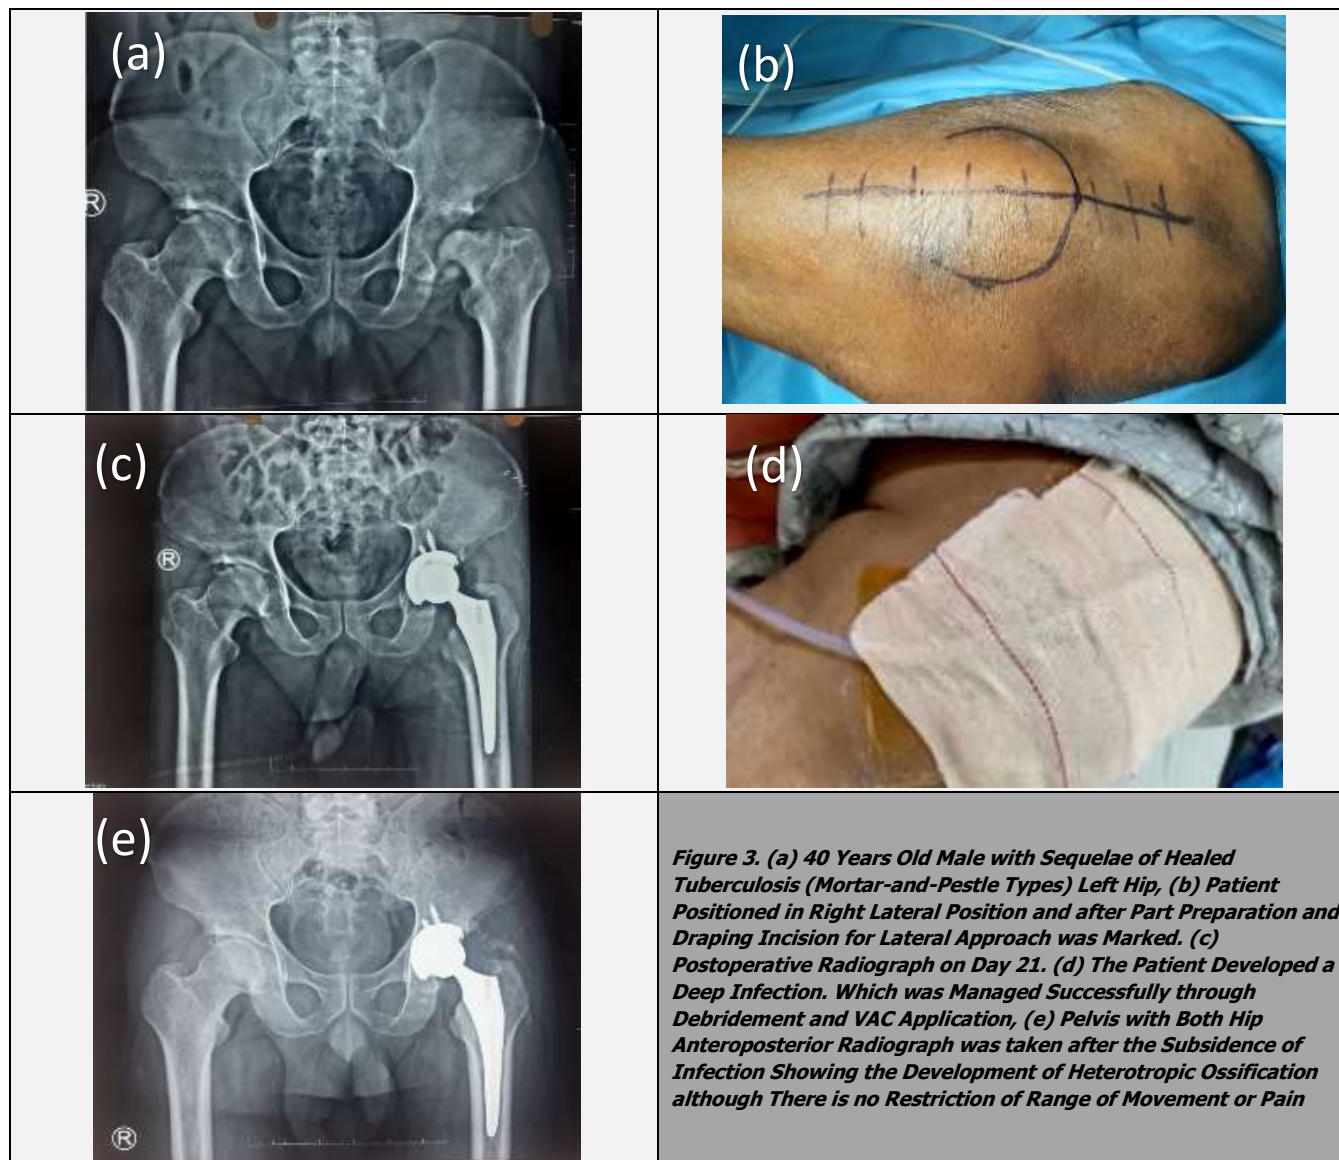 (a)
R
(b)
(c)
R
(d)
(e)
R
Figure 3. (a) 40 Years Old Male with Sequelae of Healed
Tuberculosis (Mortar-and-Pestle Types) Left Hip, (b) Patient
Positioned in Right Lateral Position and after Part Preparation and
Draping Incision for Lateral Approach was Marked. (c)
Postoperative Radiograph on Day 21. (d) The Patient Developed a
Deep Infection. Which was Managed Successfully through
Debridement and VAC Application, (e) Pelvis with Both Hip
Anteroposterior Radiograph was taken after the Subsidence of
Infection Showing the Development of Heterotropic Ossification
although There is no Restriction of Range of Movement or Pain